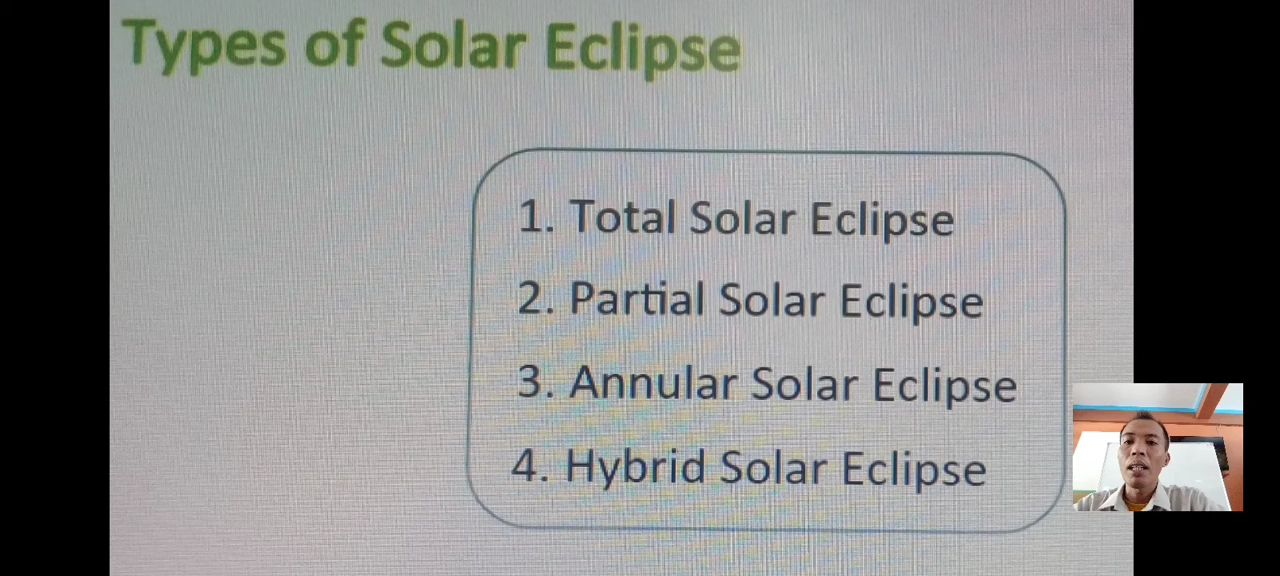 Types of Solar Eclipse
1. Total Solar Eclipse
2. Partial Solar Eclipse
3. Annular Solar Eclipse
4. Hybrid Solar Eclipse